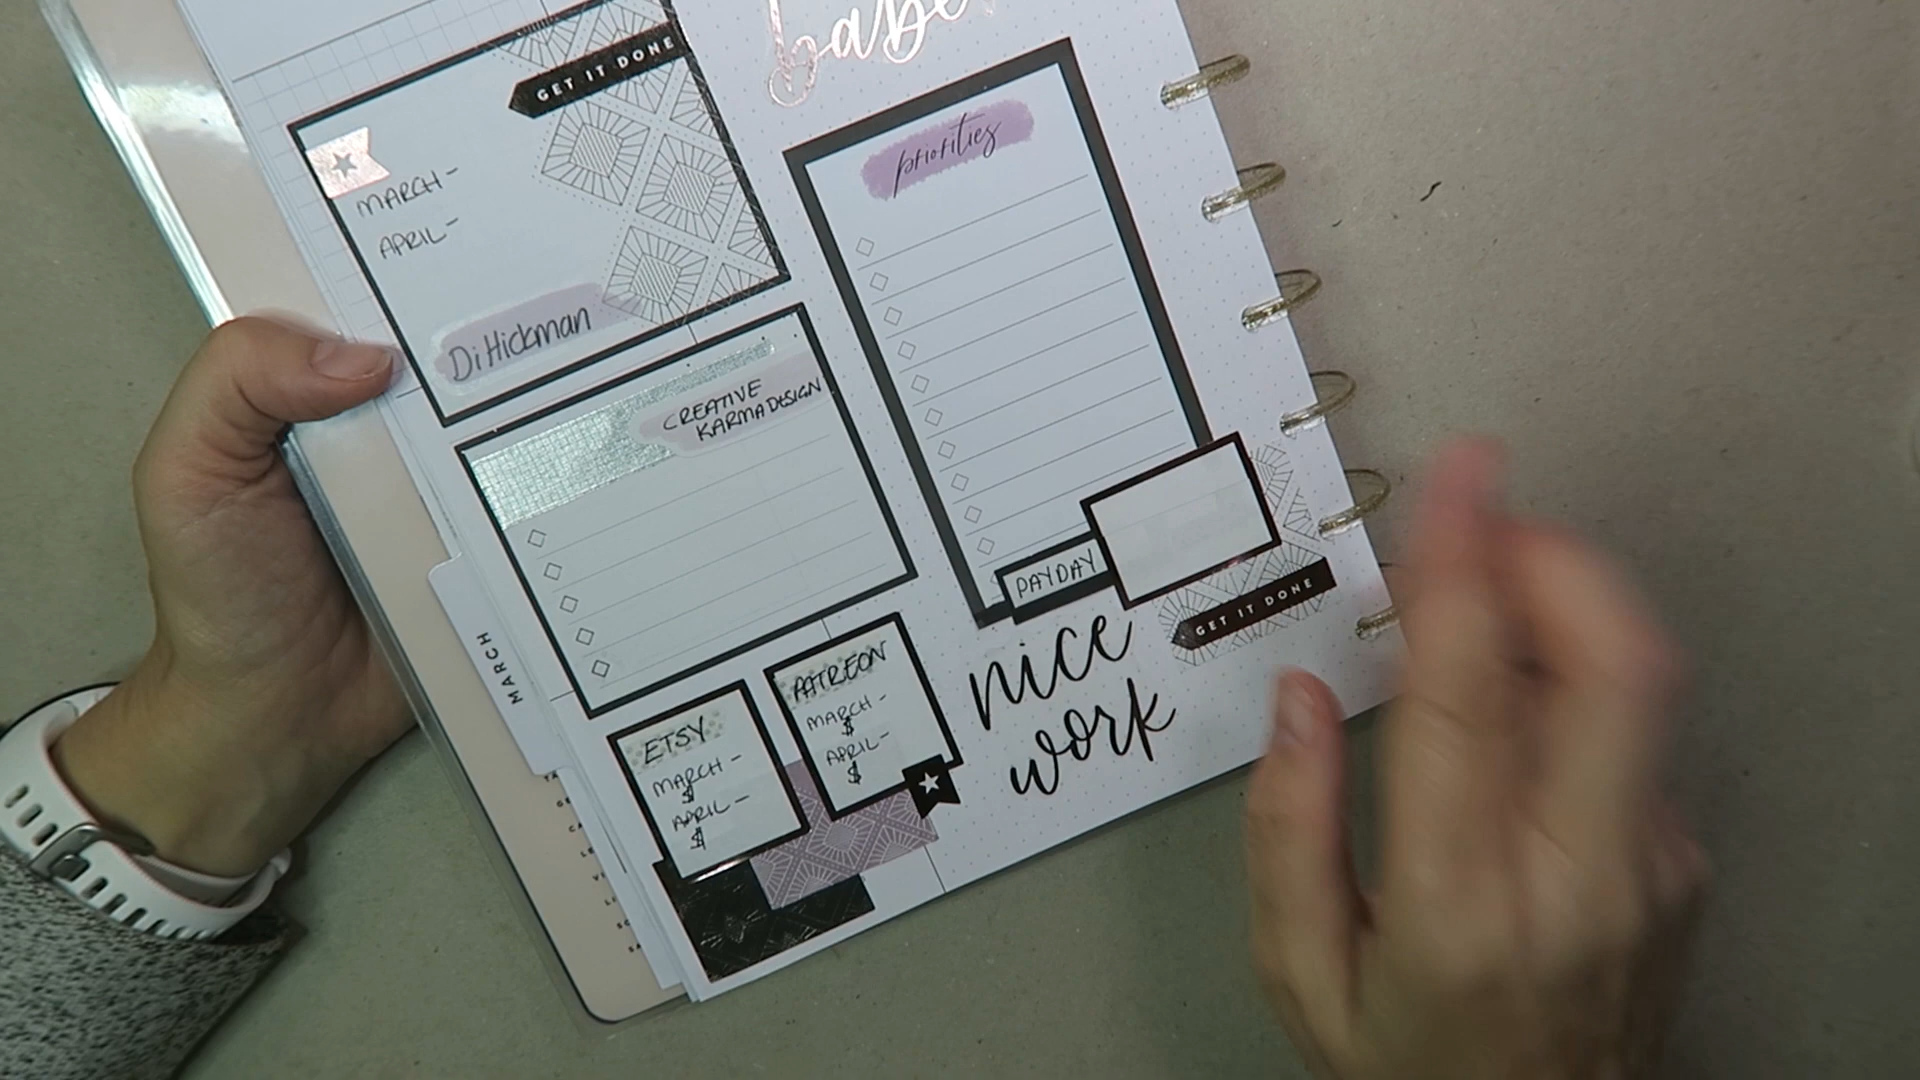 babe
GET IT DONE
MARCH -
APRIL -
Di Hickman
CREATIVE
KARMA DESIGN
ETSY
MARCH -
$
APRIL -
$
PATREON
MARCH -
$
APRIL -
$
priorities
PAYDAY
GET IT DONE
nice
work
MARCH